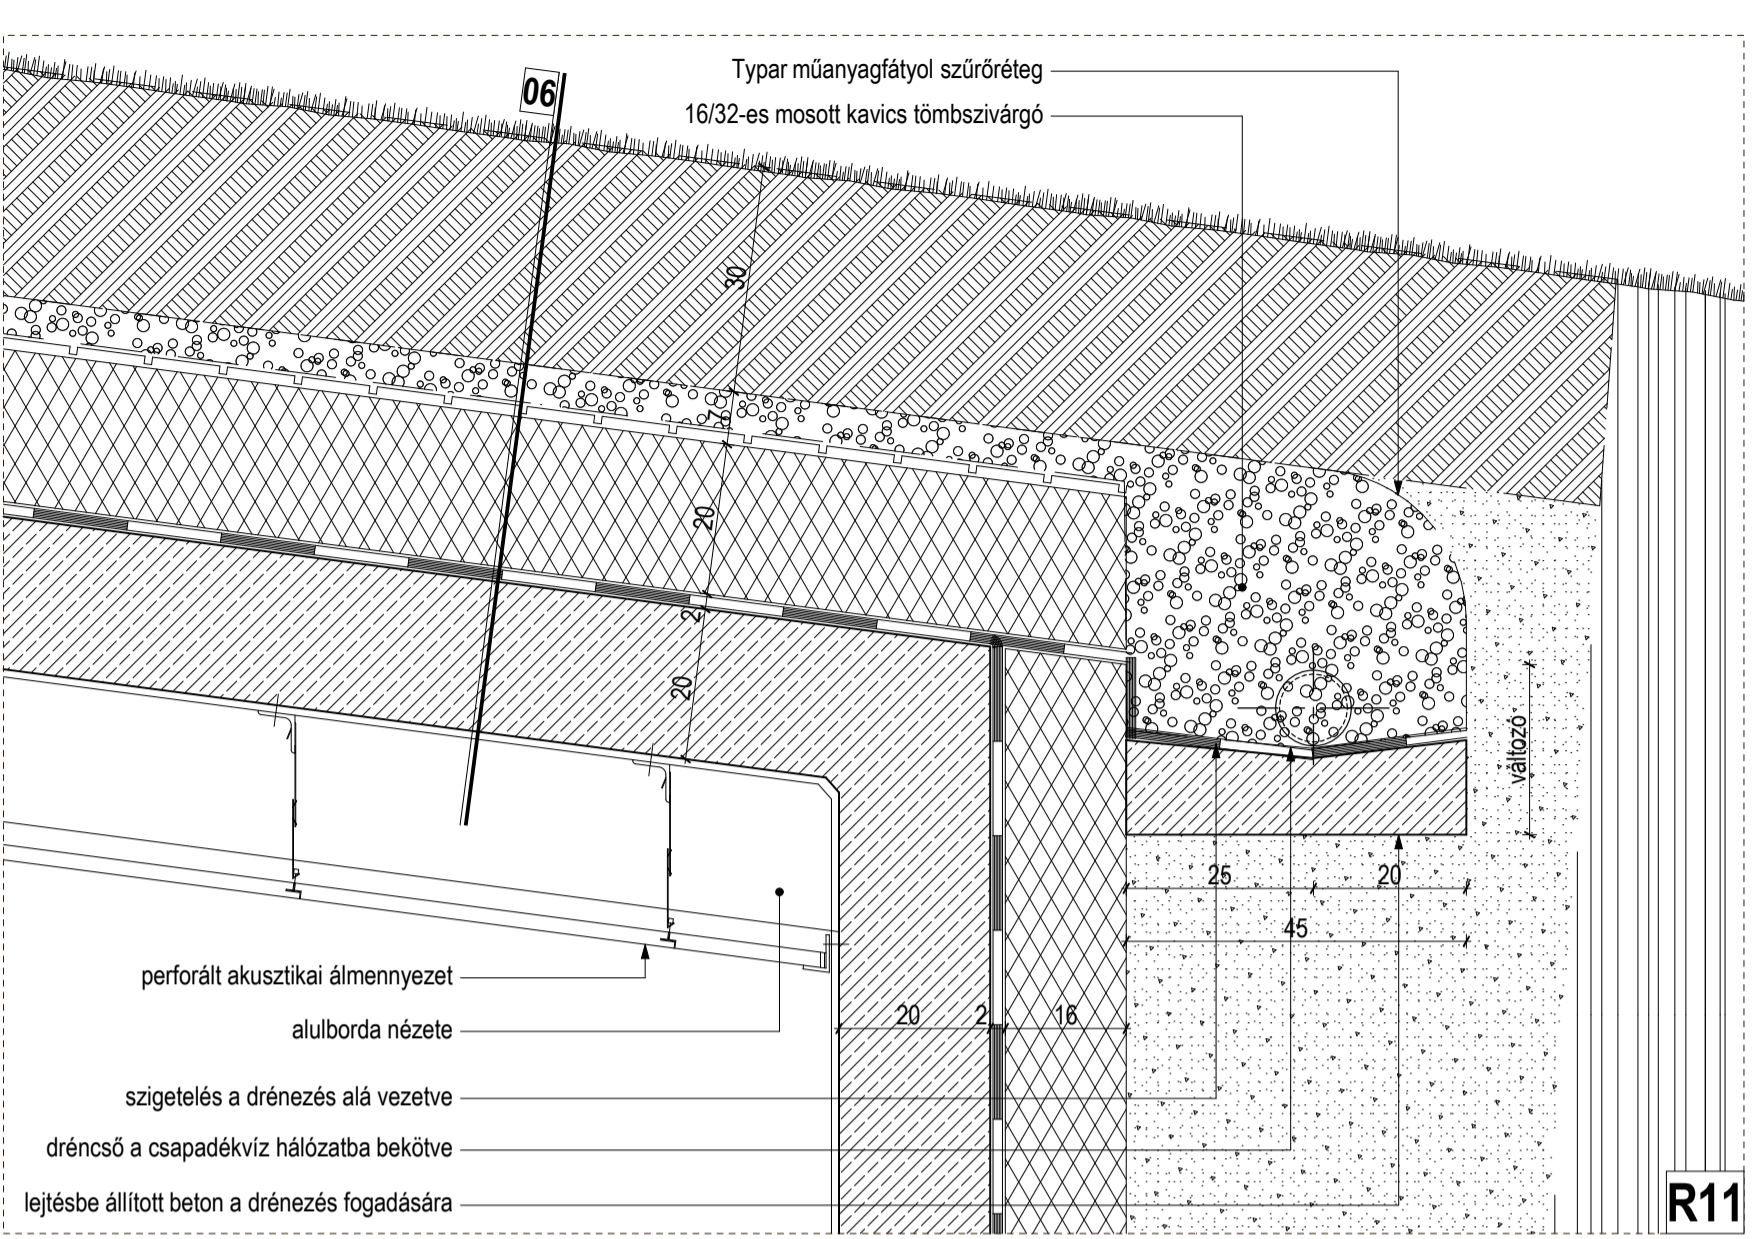 06
Typar műanyagfátyol szűrőréteg
16/32-es mosott kavics tömbszivárgó
30
7
20
2
20
változó
25
20
45
20
2
16
perforált akusztikai álmennyezet
alulborda nézete
szigetelés a drénezés alá vezetve
dréncső a csapadékvíz hálózatba bekötve
lejtésbe állított beton a drénezés fogadására
R11